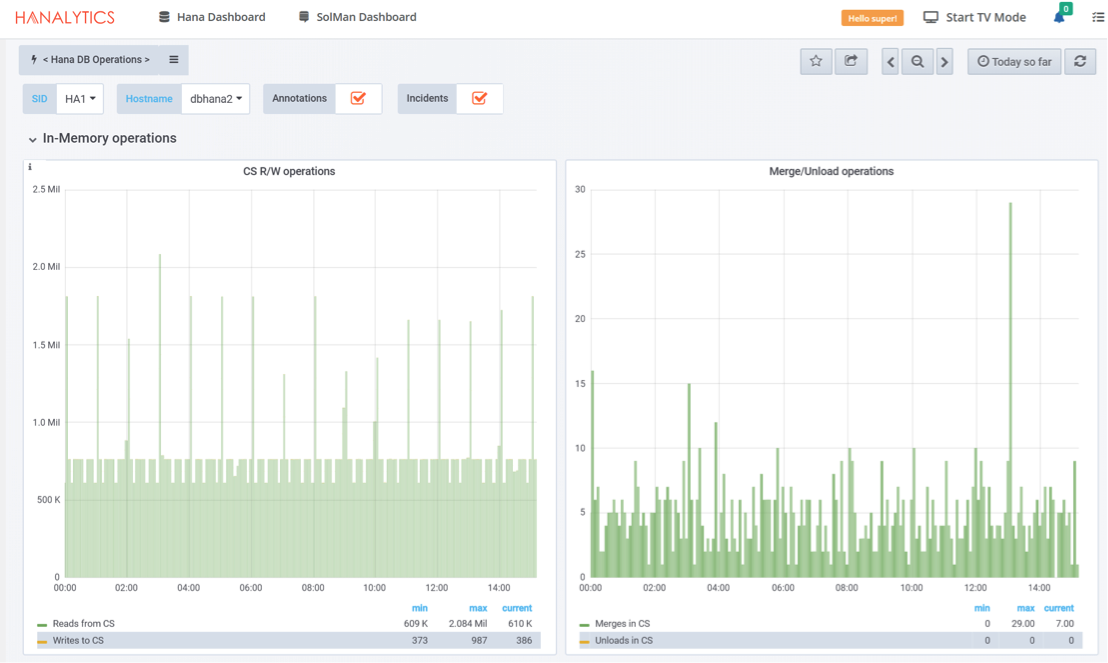 HANALYTICS Hana Dashboard SolMan Dashboard Hello super! Start TV Mode 0
< Hana DB Operations > Today so far
SID HA1 Hostname dbhana2 Annotations Incidents
In-Memory operations
i
CS R/W operations
2.5 Mil
2.0 Mil
1.5 Mil
1.0 Mil
500 K
0
00:00 02:00 04:00 06:00 08:00 10:00 12:00 14:00
min max current
Reads from CS 609 K 2.084 Mil 610 K
Writes to CS 373 987 386
Merge/Unload operations
30
25
20
15
10
5
0
00:00 02:00 04:00 06:00 08:00 10:00 12:00 14:00
min max current
Merges in CS 0 29.00 7.00
Unloads in CS 0 0 0